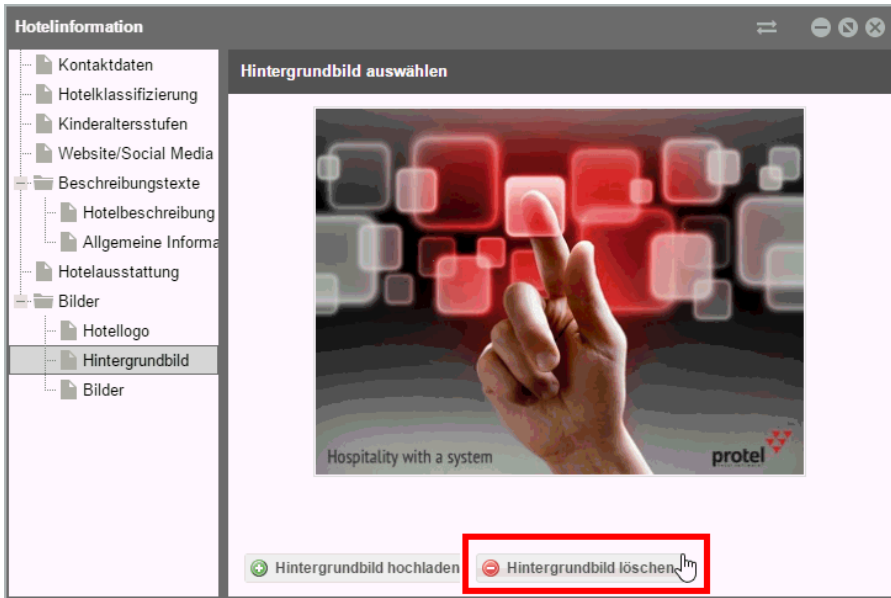 Hotelinformation
Kontaktdaten
Hotelklassifizierung
Kinderaltersstufen
Website/Social Media
Beschreibungstexte
Hotelbeschreibung
Allgemeine Informa
Hotelausstattung
Bilder
Hotellogo
Hintergrundbild
Bilder
Hintergrundbild auswählen
Hospitality with a system
protel
Hintergrundbild hochladen
Hintergrundbild löschen